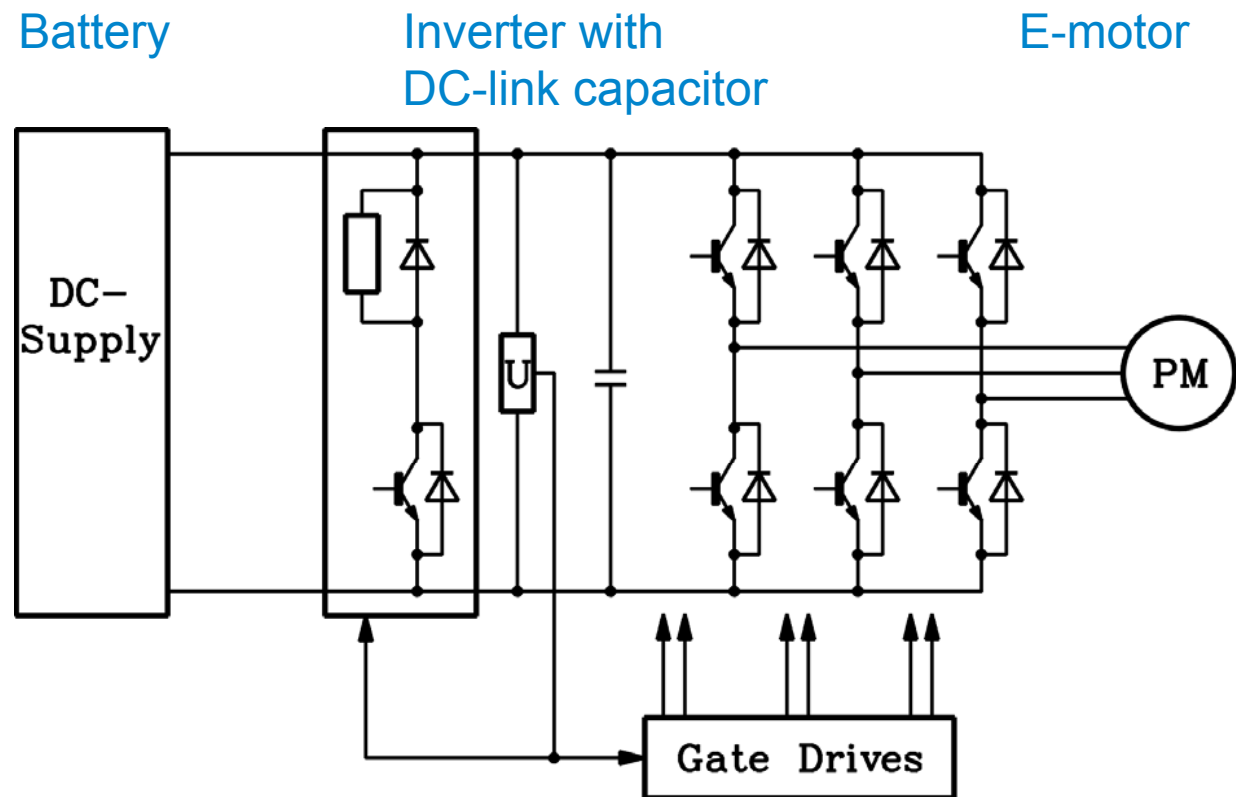 Battery
Inverter with
DC-link capacitor
E-motor
DC-
Supply
U
PM
Gate Drives